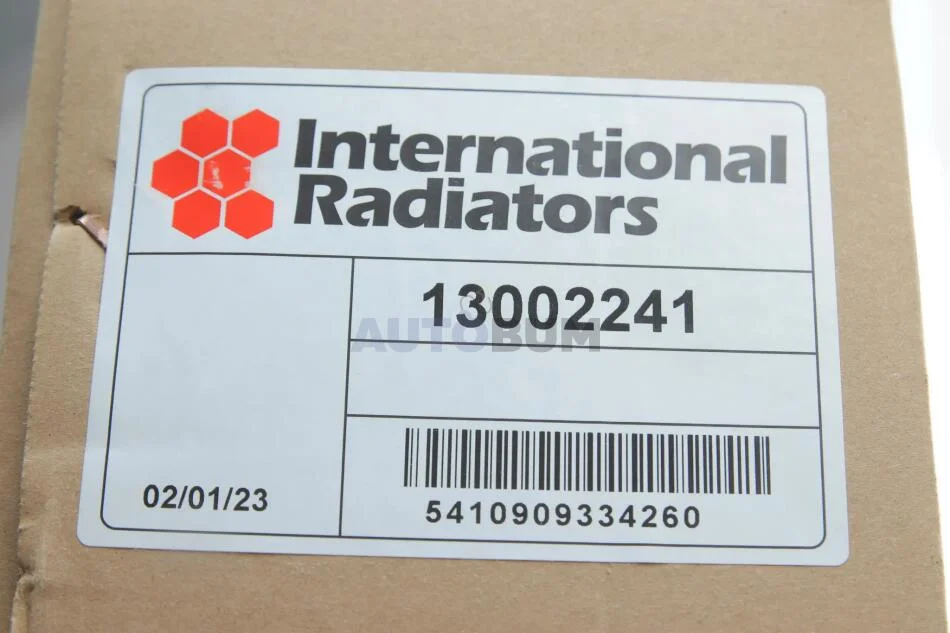 International
Radiators
13002241
AUTOBUM
02/01/23
5410909334260